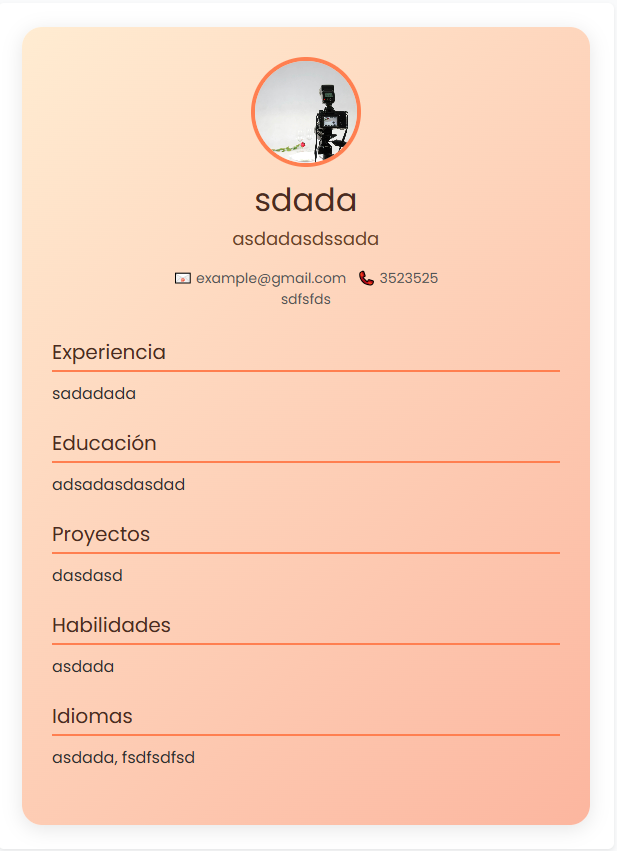 sdada
asdadasdssada
example@gmail.com 3523525
sdfsfds
Experiencia
sadadada
Educación
adsadasdasdad
Proyectos
dasdasd
Habilidades
asdada
Idiomas
asdada, fsdfsdfsd